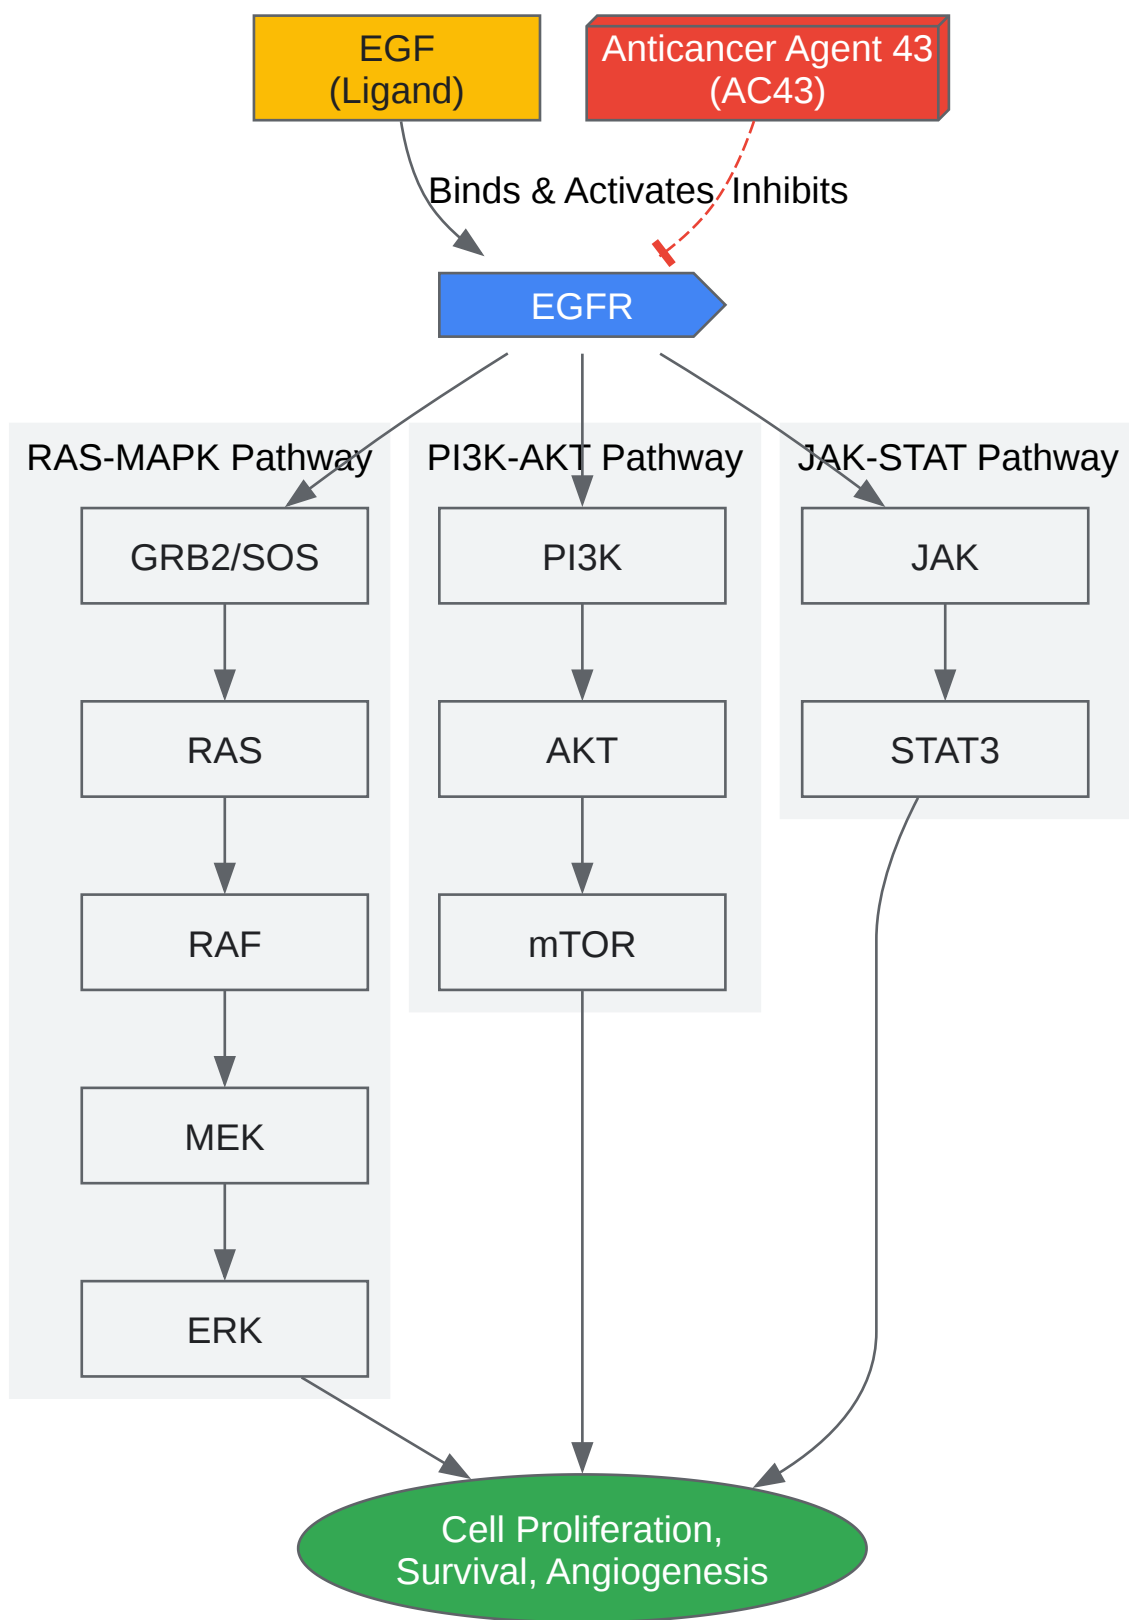 EGF
(Ligand)
Anticancer Agent 43
(AC43)
Binds & Activates
Inhibits
EGFR
RAS-MAPK Pathway
PI3K-AKT Pathway
JAK-STAT Pathway
GRB2/SOS
PI3K
JAK
RAS
AKT
STAT3
RAF
mTOR
MEK
ERK
Cell Proliferation,
Survival, Angiogenesis